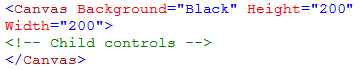 <Canvas Background="Black" Height="200"
Width="200">
<!-- Child controls -->
</Canvas>